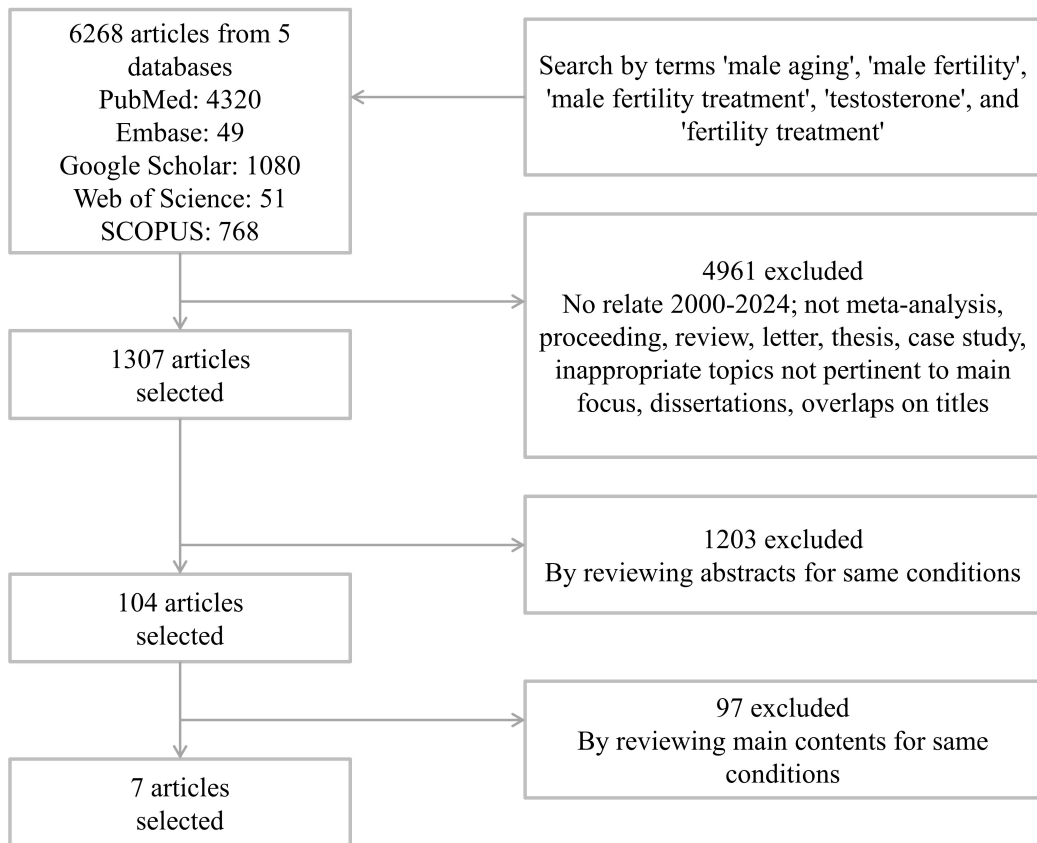 6268 articles from 5
databases
PubMed: 4320
Embase: 49
Google Scholar: 1080
Web of Science: 51
SCOPUS: 768
Search by terms 'male aging', 'male fertility',
'male fertility treatment', 'testosterone', and
'fertility treatment'
4961 excluded
No relate 2000-2024; not meta-analysis,
proceeding, review, letter, thesis, case study,
inappropriate topics not pertinent to main
focus, dissertations, overlaps on titles
1307 articles
selected
1203 excluded
By reviewing abstracts for same conditions
104 articles
selected
97 excluded
By reviewing main contents for same
conditions
7 articles
selected